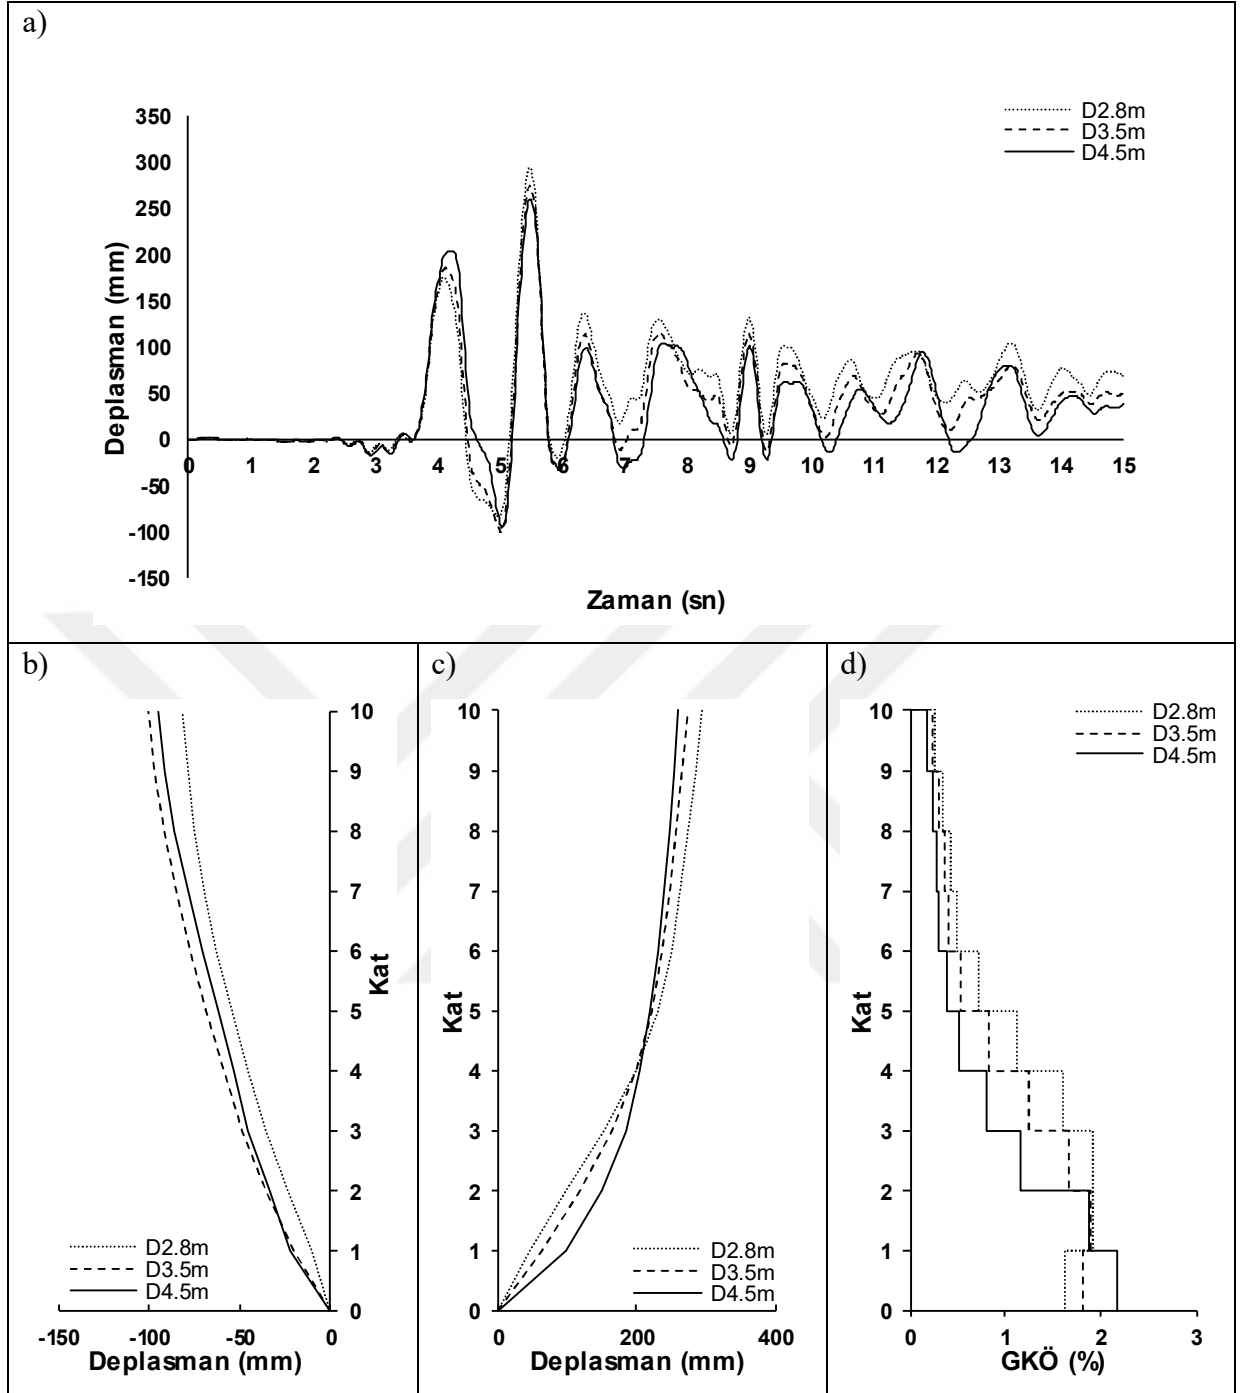 a)
350
300
250
200
150
100
50
0
-50
-100
-150
Deplasman (mm)
0 1 2 3 4 5 6 7 8 9 10 11 12 13 14 15
Zaman (sn)
D2.8m
D3.5m
D4.5m
b)
10
9
8
7
6
5
4
3
2
1
0
Kat
D2.8m
D3.5m
D4.5m
-150 -100 -50 0
Deplasman (mm)
c)
10
9
8
7
6
5
4
3
2
1
0
Kat
D2.8m
D3.5m
D4.5m
0 200 400
Deplasman (mm)
d)
10
9
8
7
6
5
4
3
2
1
0
Kat
D2.8m
D3.5m
D4.5m
0 1 2 3
GKÖ (%)